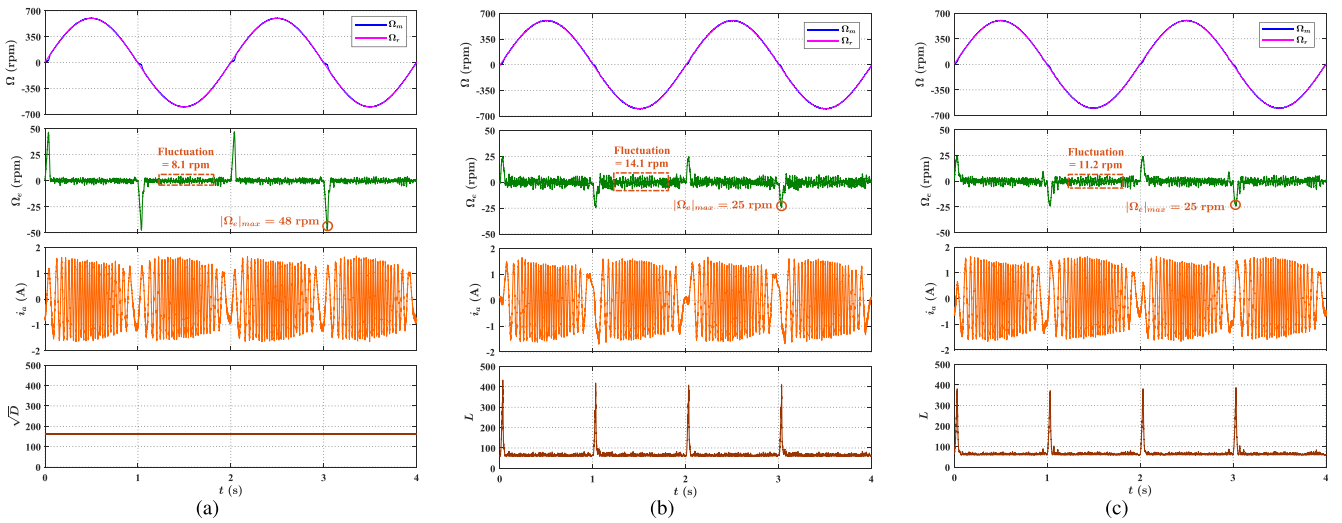 700
350
0
-350
-700
Ω (rpm)
Ωm
Ωr
50
25
0
-25
-50
Ωe (rpm)
Fluctuation
= 8.1 rpm
|Ωe|max = 48 rpm
2
1
0
-1
-2
ia (A)
500
400
300
200
100
0
√D
0 1 2 3 4
t (s)
(a)
700
350
0
-350
-700
Ω (rpm)
Ωm
Ωr
50
25
0
-25
-50
Ωe (rpm)
Fluctuation
= 14.1 rpm
|Ωe|max = 25 rpm
2
1
0
-1
-2
ia (A)
500
400
300
200
100
0
L
0 1 2 3 4
t (s)
(b)
700
350
0
-350
-700
Ω (rpm)
Ωm
Ωr
50
25
0
-25
-50
Ωe (rpm)
Fluctuation
= 11.2 rpm
|Ωe|max = 25 rpm
2
1
0
-1
-2
ia (A)
500
400
300
200
100
0
L
0 1 2 3 4
t (s)
(c)